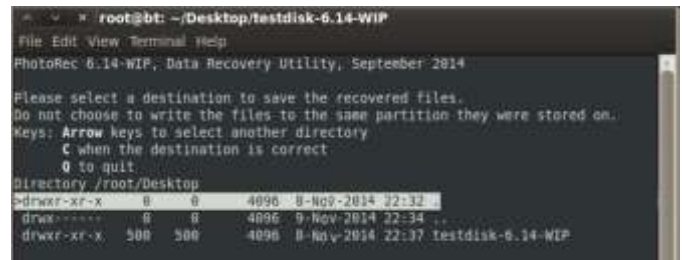 root@bt: ~/Desktop/testdisk-6.14-WIP
File Edit View Terminal Help
PhotoRec 6.14-WIP, Data Recovery Utility, September 2014
Please select a destination to save the recovered files.
Do not choose to write the files to the same partition they were stored on.
Keys: Arrow keys to select another directory
C when the destination is correct
Q to quit
Directory /root/Desktop
>drwxr-xr-x 0 0 4096 8-Nov-2014 22:32 .
drwx------ 0 0 4096 9-Nov-2014 22:34 ..
drwxr-xr-x 500 500 4096 8-Nov-2014 22:37 testdisk-6.14-WIP